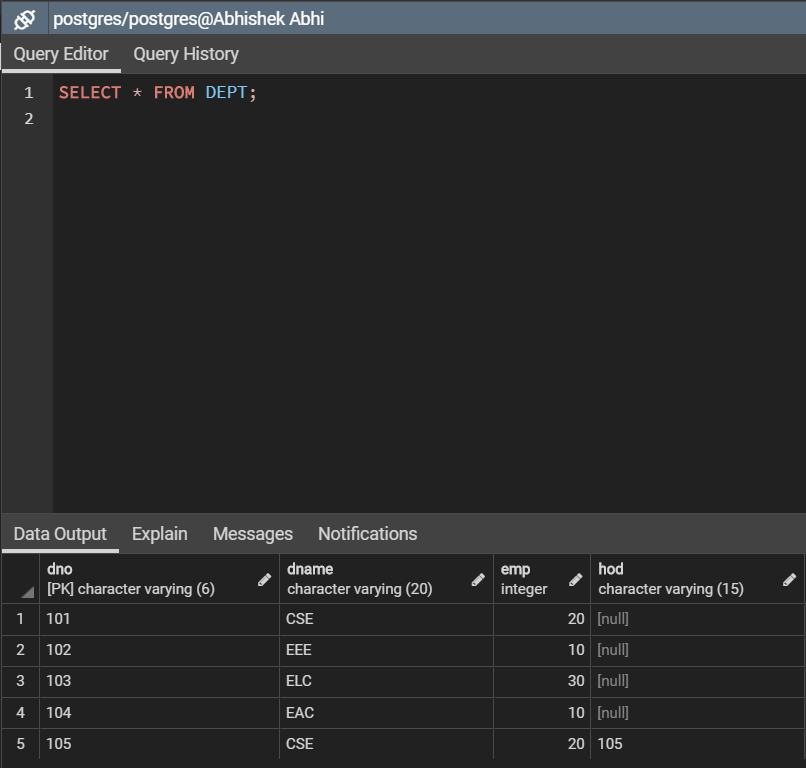 postgres/postgres@Abhishek Abhi
Query Editor Query History
1 SELECT * FROM DEPT;
2
Data Output Explain Messages Notifications
dno dname emp hod
[PK] character varying (6) character varying (20) integer character varying (15)
1 101 CSE 20 [null]
2 102 EEE 10 [null]
3 103 ELC 30 [null]
4 104 EAC 10 [null]
5 105 CSE 20 105